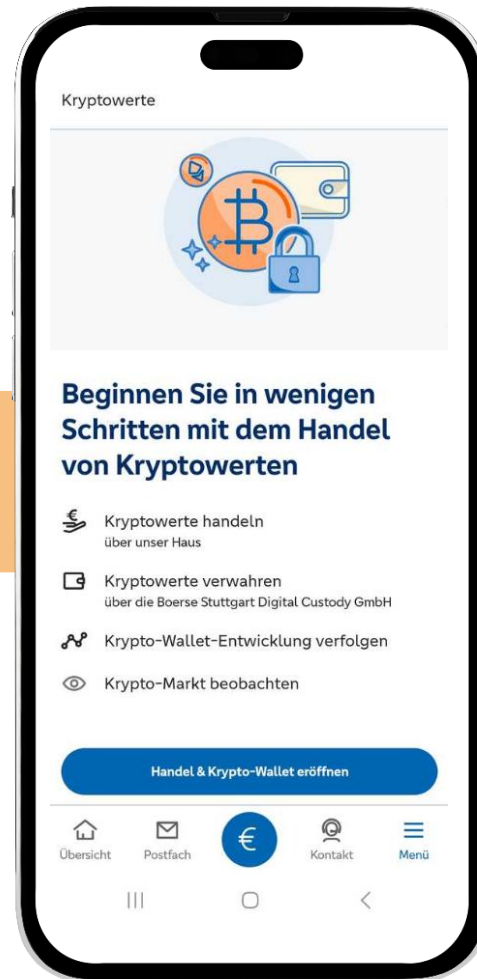 Kryptowerte
Beginnen Sie in wenigen
Schritten mit dem Handel
von Kryptowerten
Kryptowerte handeln
über unser Haus
Kryptowerte verwahren
über die Boerse Stuttgart Digital Custody GmbH
Krypto-Wallet-Entwicklung verfolgen
Krypto-Markt beobachten
Handel & Krypto-Wallet eröffnen
Übersicht Postfach € Kontakt Menü